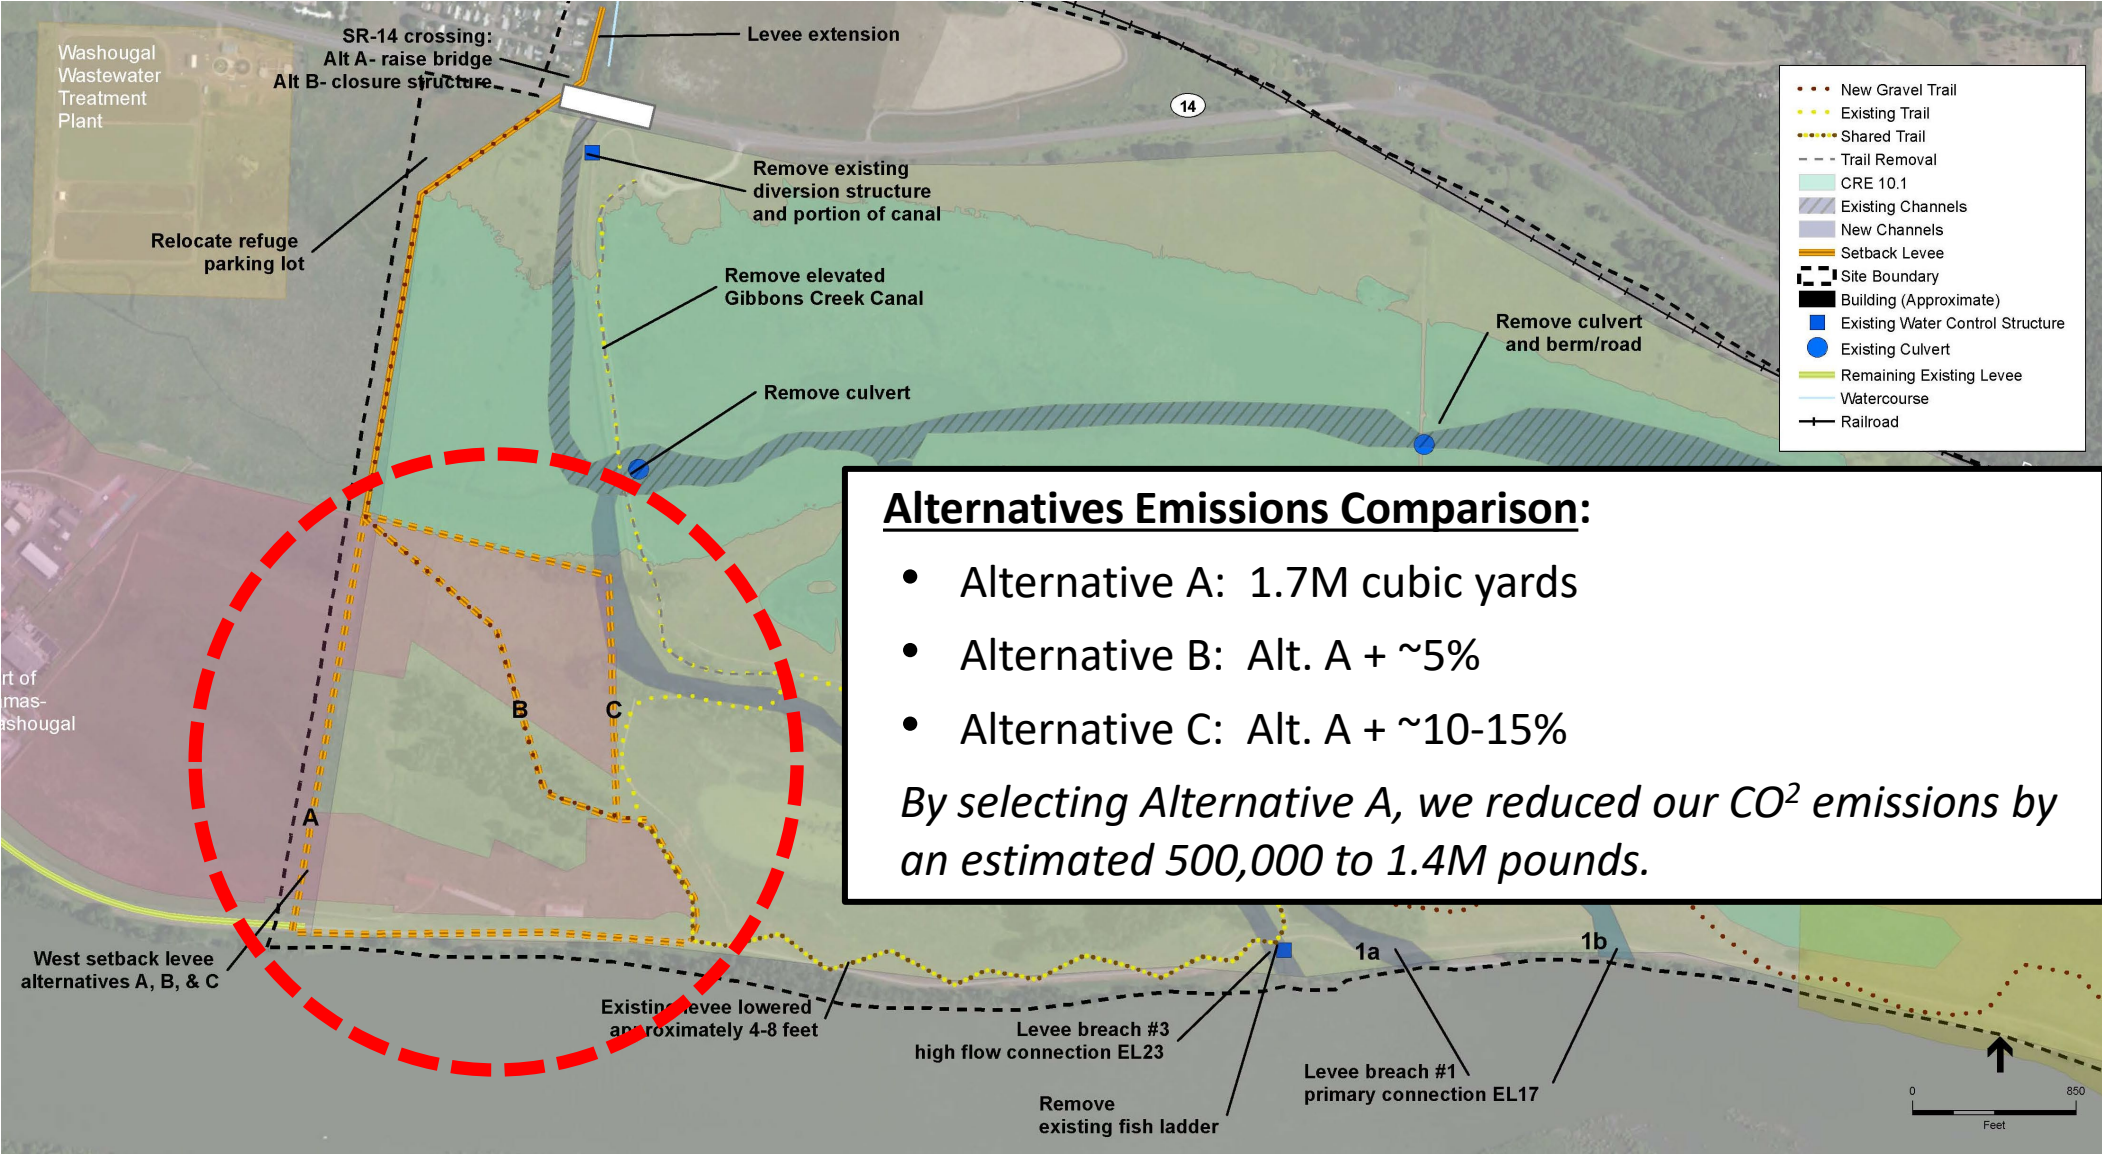 Washougal
Wastewater
Treatment
Plant
SR-14 crossing:
Alt A- raise bridge
Alt B- closure structure
Levee extension
14
New Gravel Trail
Existing Trail
Shared Trail
Trail Removal
CRE 10.1
Existing Channels
New Channels
Setback Levee
Site Boundary
Building (Approximate)
Existing Water Control Structure
Existing Culvert
Remaining Existing Levee
Watercourse
Railroad
Remove existing
diversion structure
and portion of canal
Relocate refuge
parking lot
Remove elevated
Gibbons Creek Canal
Remove culvert
and berm/road
Remove culvert
Alternatives Emissions Comparison:
• Alternative A: 1.7M cubic yards
• Alternative B: Alt. A + ~5%
• Alternative C: Alt. A + ~10-15%
By selecting Alternative A, we reduced our CO² emissions by
an estimated 500,000 to 1.4M pounds.
rt of
mas-
ashougal
B
C
A
West setback levee
alternatives A, B, & C
Existing levee lowered
approximately 4-8 feet
Levee breach #3
high flow connection EL23
1a
1b
Levee breach #1
primary connection EL17
Remove
existing fish ladder
0 850
Feet